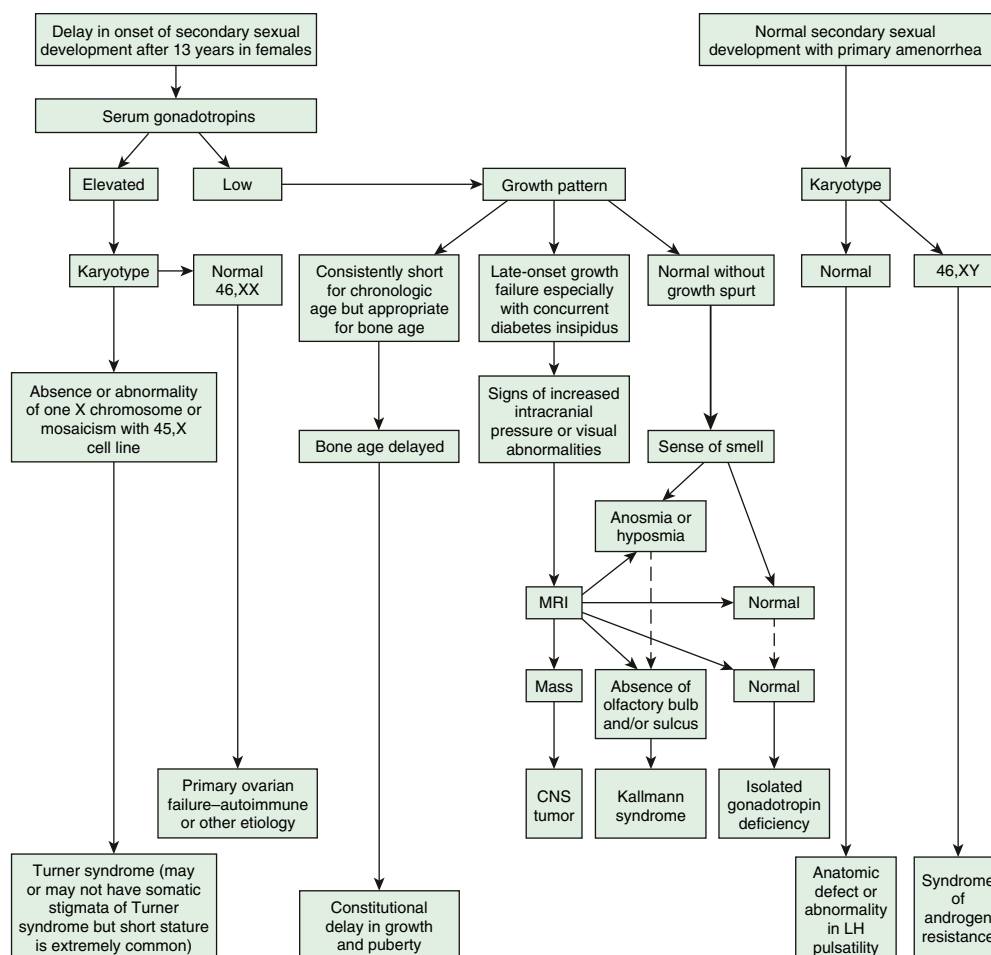 Delay in onset of secondary sexual
development after 13 years in females
Normal secondary sexual
development with primary amenorrhea
Serum gonadotropins
Elevated
Low
Growth pattern
Karyotype
Karyotype
Normal
46,XX
Consistently short
for chronologic
age but appropriate
for bone age
Late-onset growth
failure especially
with concurrent
diabetes insipidus
Normal without
growth spurt
Normal
46,XY
Absence or abnormality
of one X chromosome or
mosaicism with 45,X
cell line
Signs of increased
intracranial
pressure or visual
abnormalities
Bone age delayed
Sense of smell
Anosmia or
hyposmia
MRI
Normal
Mass
Absence of
olfactory bulb
and/or sulcus
Normal
Primary ovarian
failure–autoimmune
or other etiology
CNS
tumor
Kallmann
syndrome
Isolated
gonadotropin
deficiency
Turner syndrome (may
or may not have somatic
stigmata of Turner
syndrome but short stature
is extremely common)
Constitutional
delay in growth
and puberty
Anatomic
defect or
abnormality
in LH
pulsatility
Syndrome
of
androgen
resistance